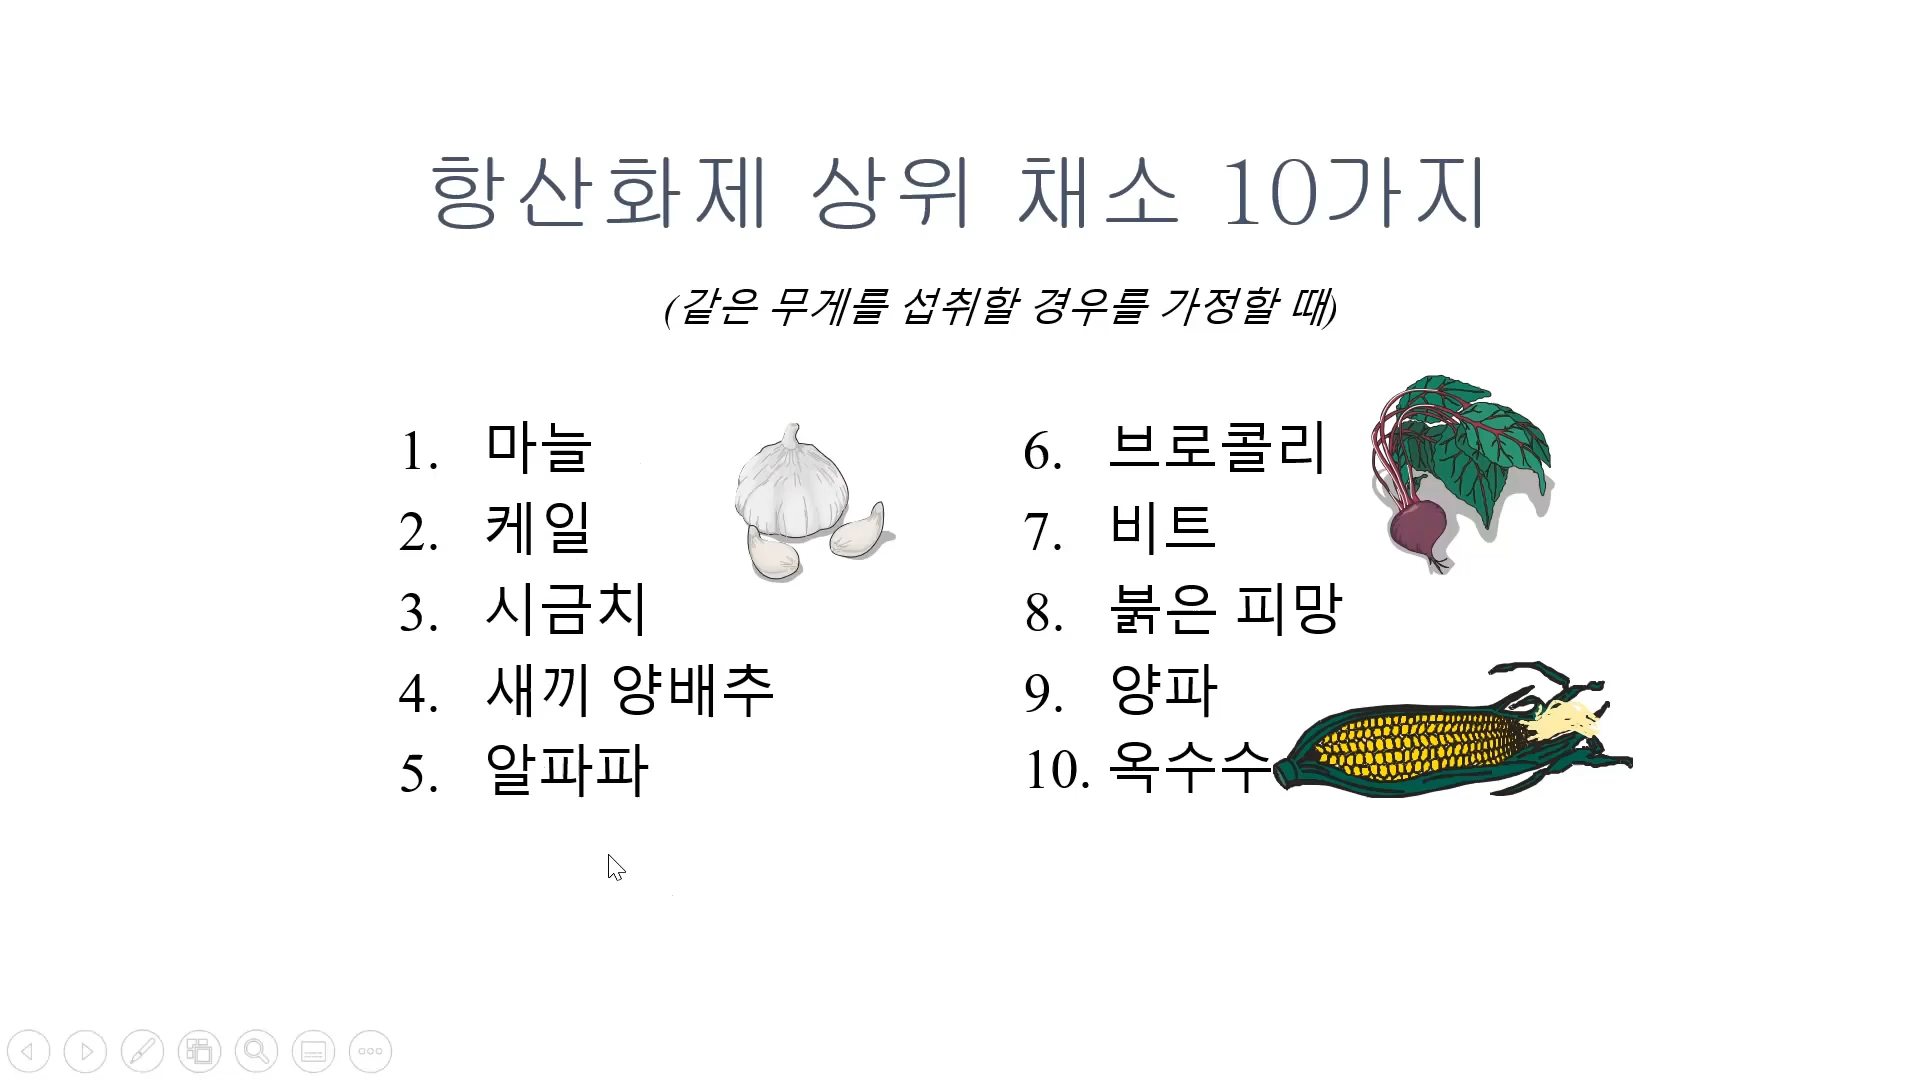 항산화제 상위 채소 10가지
(같은 무게를 섭취할 경우를 가정할 때)
1. 마늘
2. 케일
3. 시금치
4. 새끼 양배추
5. 알파파
6. 브로콜리
7. 비트
8. 붉은 피망
9. 양파
10. 옥수수